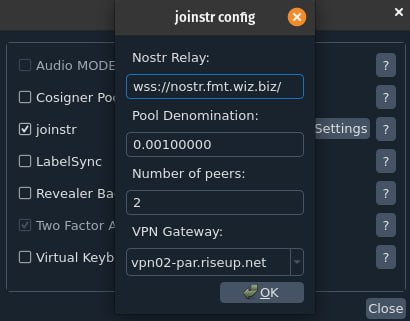 joinstr config
Nostr Relay:
wss://nostr.fmt.wiz.biz/
Pool Denomination:
0.00100000
Number of peers:
2
VPN Gateway:
vpn02-par.riseup.net
OK
Audio MODE
?
Cosigner Poo
?
joinstr
Settings
?
LabelSync
?
Revealer Ba
?
Two Factor A
?
Virtual Keyb
?
Close